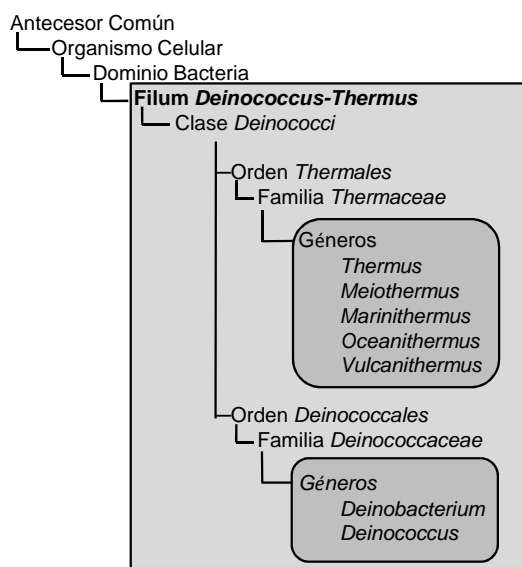 Antecesor Común
Organismo Celular
Dominio Bacteria
Filum Deinococcus-Thermus
Clase Deinococci
Orden Thermales
Familia Thermaceae
Géneros
Thermus
Meiothermus
Marinithermus
Oceanithermus
Vulcanithermus
Orden Deinococcales
Familia Deinococcaceae
Géneros
Deinobacterium
Deinococcus